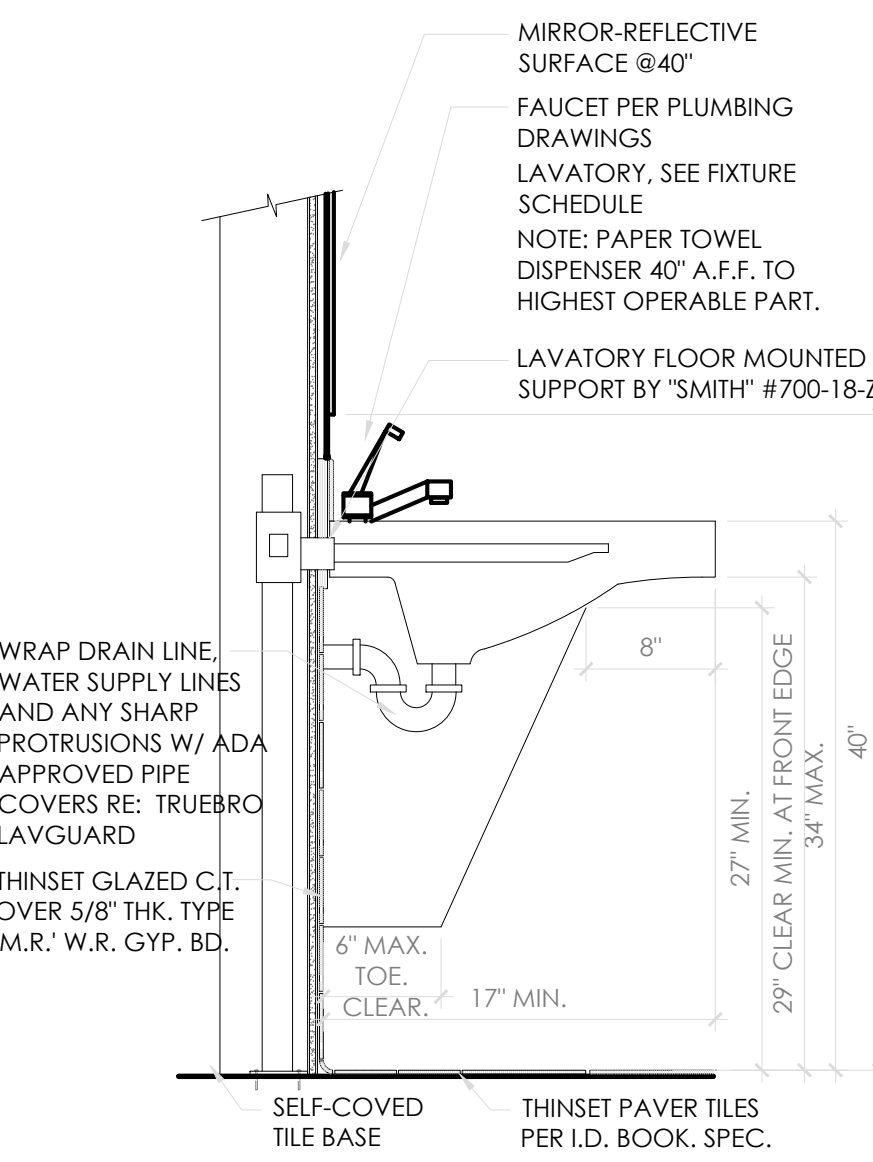 MIRROR-REFLECTIVE
SURFACE @40"
FAUCET PER PLUMBING
DRAWINGS
LAVATORY, SEE FIXTURE
SCHEDULE
NOTE: PAPER TOWEL
DISPENSER 40" A.F.F. TO
HIGHEST OPERABLE PART.
LAVATORY FLOOR MOUNTED
SUPPORT BY "SMITH" #700-18-Z
WRAP DRAIN LINE,
WATER SUPPLY LINES
AND ANY SHARP
PROTRUSIONS W/ ADA
APPROVED PIPE
COVERS RE: TRUEBRO
LAVGUARD
THINSET GLAZED C.T.
OVER 5/8" THK. TYPE
M.R.' W.R. GYP. BD.
8"
27" MIN.
29" CLEAR MIN. AT FRONT EDGE
34" MAX.
40"
6" MAX.
TOE.
CLEAR.
17" MIN.
SELF-COVED
TILE BASE
THINSET PAVER TILES
PER I.D. BOOK. SPEC.